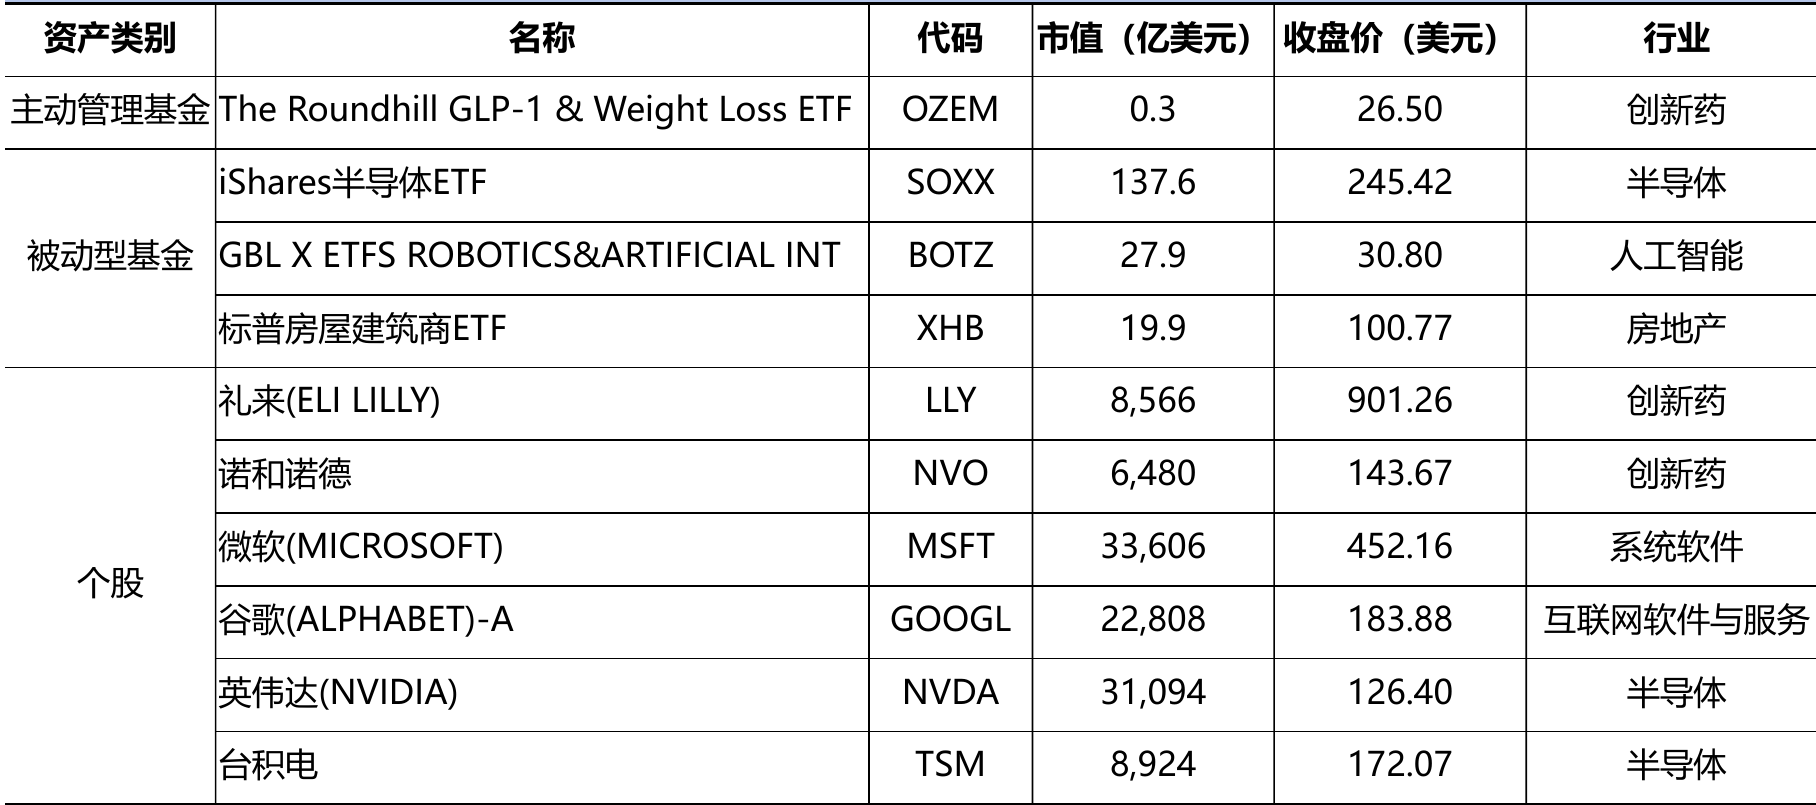 资产类别 名称 代码 市值（亿美元） 收盘价（美元） 行业
主动管理基金 The Roundhill GLP-1 & Weight Loss ETF OZEM 0.3 26.50 创新药
被动型基金 iShares半导体ETF SOXX 137.6 245.42 半导体
GBL X ETFS ROBOTICS&ARTIFICIAL INT BOTZ 27.9 30.80 人工智能
标普房屋建筑商ETF XHB 19.9 100.77 房地产
个股 礼来(ELI LILLY) LLY 8,566 901.26 创新药
诺和诺德 NVO 6,480 143.67 创新药
微软(MICROSOFT) MSFT 33,606 452.16 系统软件
谷歌(ALPHABET)-A GOOGL 22,808 183.88 互联网软件与服务
英伟达(NVIDIA) NVDA 31,094 126.40 半导体
台积电 TSM 8,924 172.07 半导体